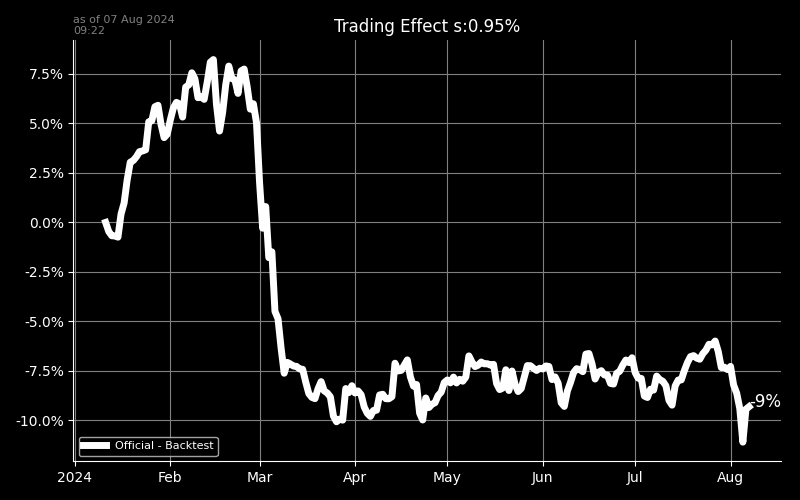 as of 07 Aug 2024
09:22
Trading Effect s:0.95%
7.5%
5.0%
2.5%
0.0%
-2.5%
-5.0%
-7.5%
-10.0%
-9%
Official - Backtest
2024 Feb Mar Apr May Jun Jul Aug